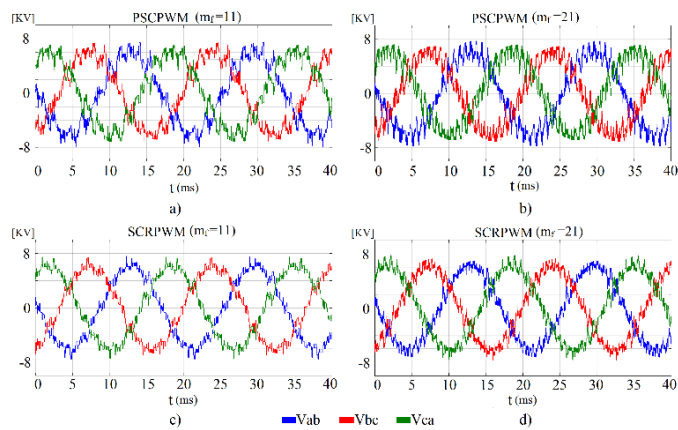 [KV] PSCPWM (mf=11) PSCPWM (mf=21)
8 8
0 0
-8 -8
0 5 10 15 20 25 30 35 40 0 5 10 15 20 25 30 35 40
t (ms) t (ms)
a) b)
[KV] SCRPWM (mf=11) [KV] SCRPWM (mf=21)
8 8
0 0
-8 -8
0 5 10 15 20 25 30 35 40 0 5 10 15 20 25 30 35 40
t (ms) t (ms)
c) Vab Vbc Vca d)